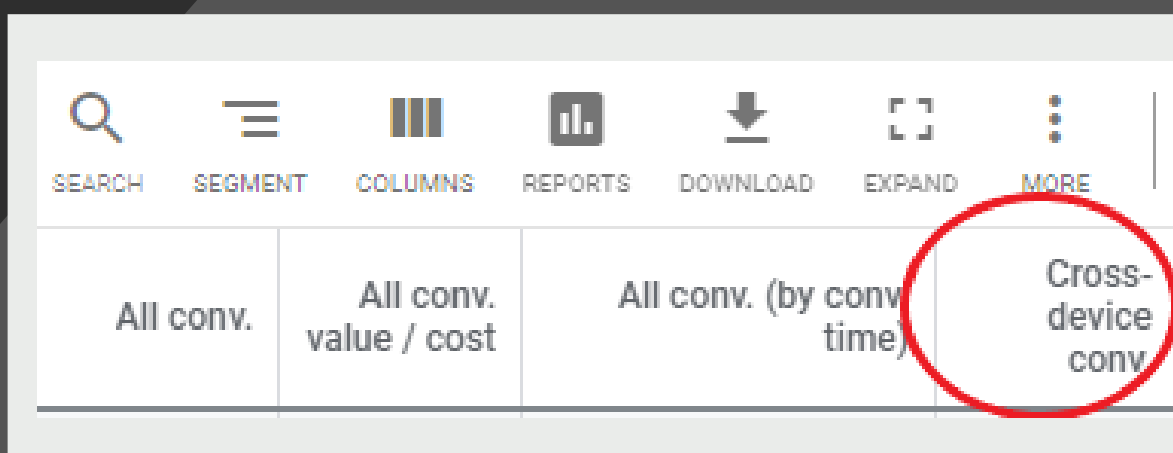 SEARCH SEGMENT COLUMNS REPORTS DOWNLOAD EXPAND MORE
All conv.
All conv.
value / cost
All conv. (by conv.
time)
Cross-
device
conv.